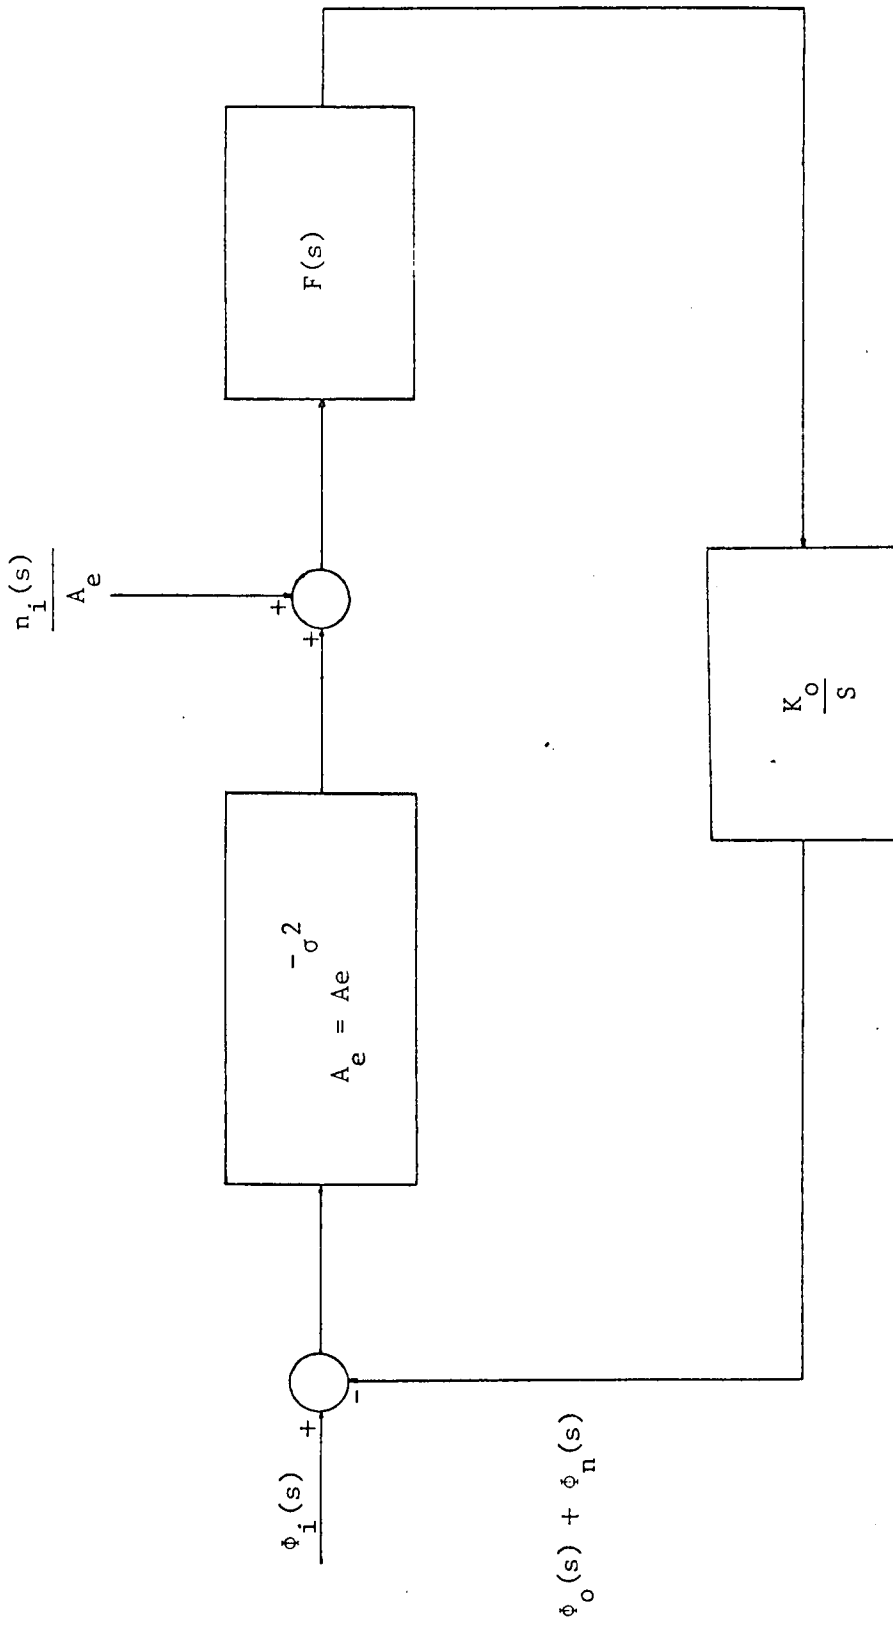 Φ_i(s)
+
-
Φ_o(s) + Φ_n(s)
A_e = Ae^{-σ^2}
n_i(s)
A_e
+
+
F(s)
K_o
S